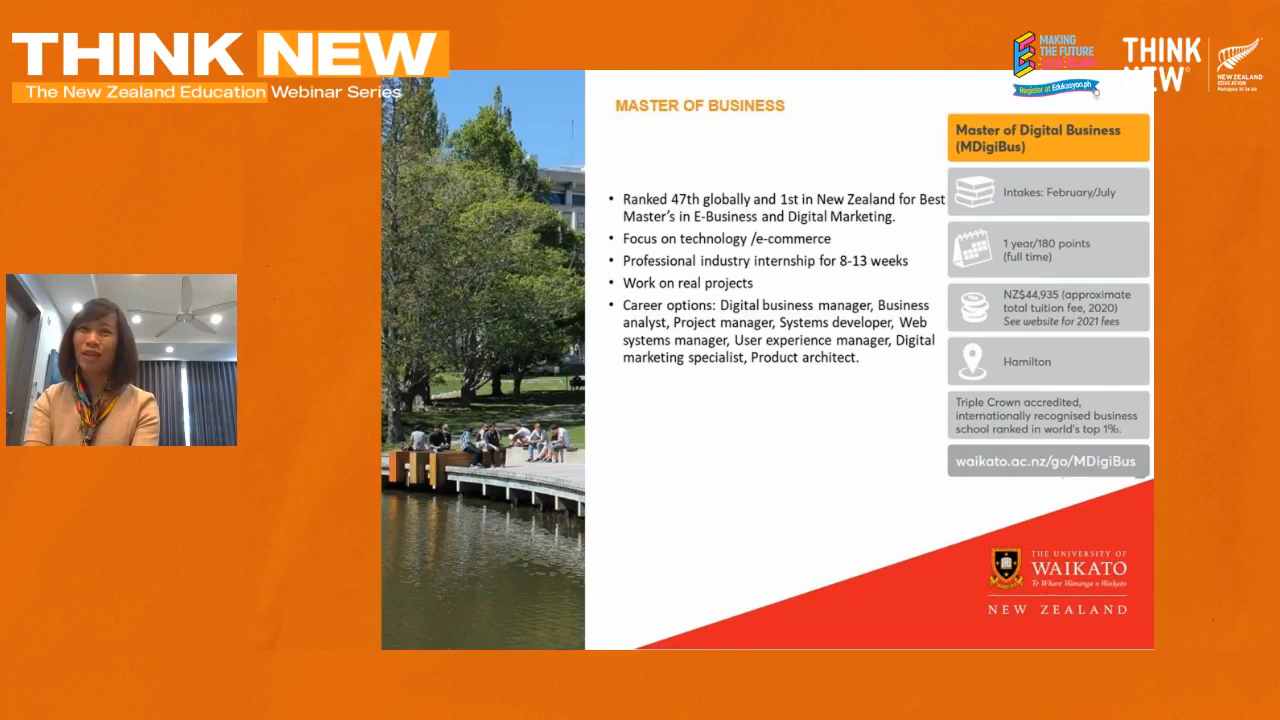 THINK NEW
The New Zealand Education Webinar Series
MAKING
THE FUTURE
Register at Edukasyon.ph
THINK
NEW
NEW ZEALAND
EDUCATION
MASTER OF BUSINESS
• Ranked 47th globally and 1st in New Zealand for Best
Master's in E-Business and Digital Marketing.
• Focus on technology /e-commerce
• Professional industry internship for 8-13 weeks
• Work on real projects
• Career options: Digital business manager, Business
analyst, Project manager, Systems developer, Web
systems manager, User experience manager, Digital
marketing specialist, Product architect.
Master of Digital Business
(MDigiBus)
Intakes: February/July
1 year/180 points
(full time)
NZ$44,935 (approximate
total tuition fee, 2020)
See website for 2021 fees
Hamilton
Triple Crown accredited,
internationally recognised business
school ranked in world's top 1%.
waikato.ac.nz/go/MDigiBus
THE UNIVERSITY OF
WAIKATO
Te Whare Wānanga o Waikato
NEW ZEALAND